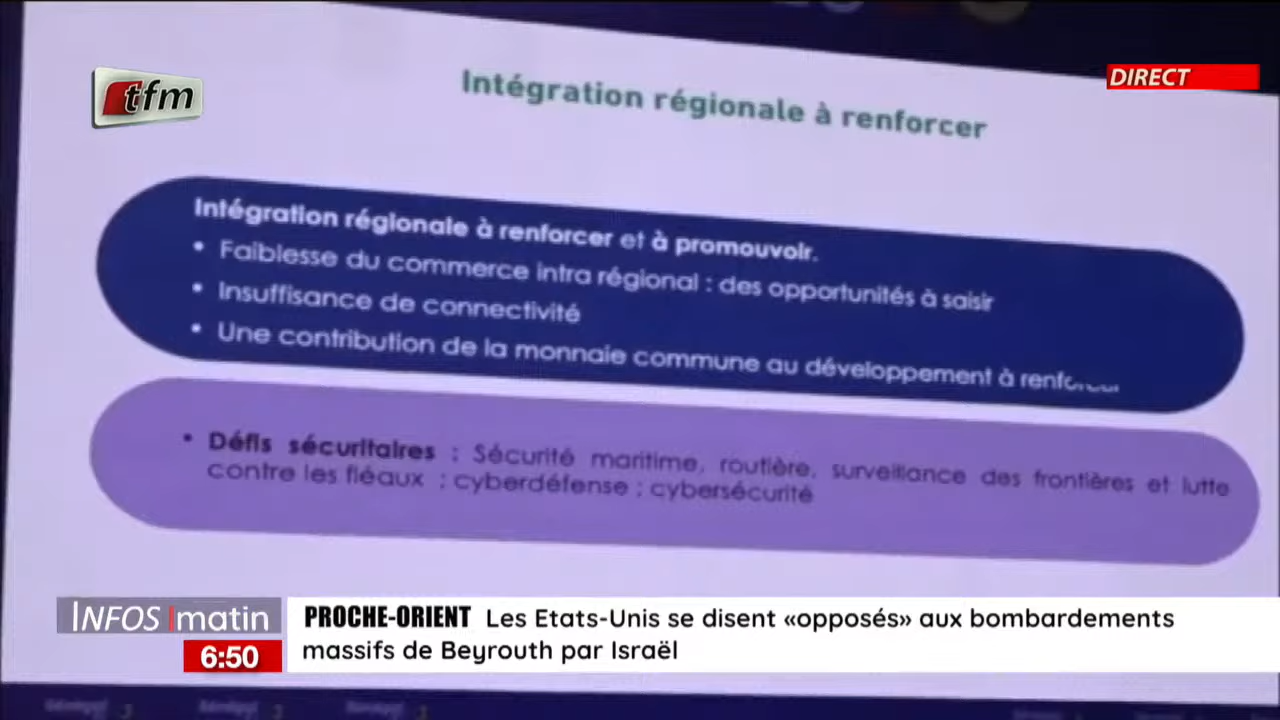 tfm
DIRECT
Intégration régionale à renforcer
Intégration régionale à renforcer et à promouvoir.
• Faiblesse du commerce intra régional : des opportunités à saisir
• Insuffisance de connectivité
• Une contribution de la monnaie commune au développement à renforcer
• Défis sécuritaires : Sécurité maritime, routière, surveillance des frontières et lutte
contre les fléaux ; cyberdéfense ; cybersécurité
INFOS matin
6:50
PROCHE-ORIENT Les Etats-Unis se disent «opposés» aux bombardements
massifs de Beyrouth par Israël